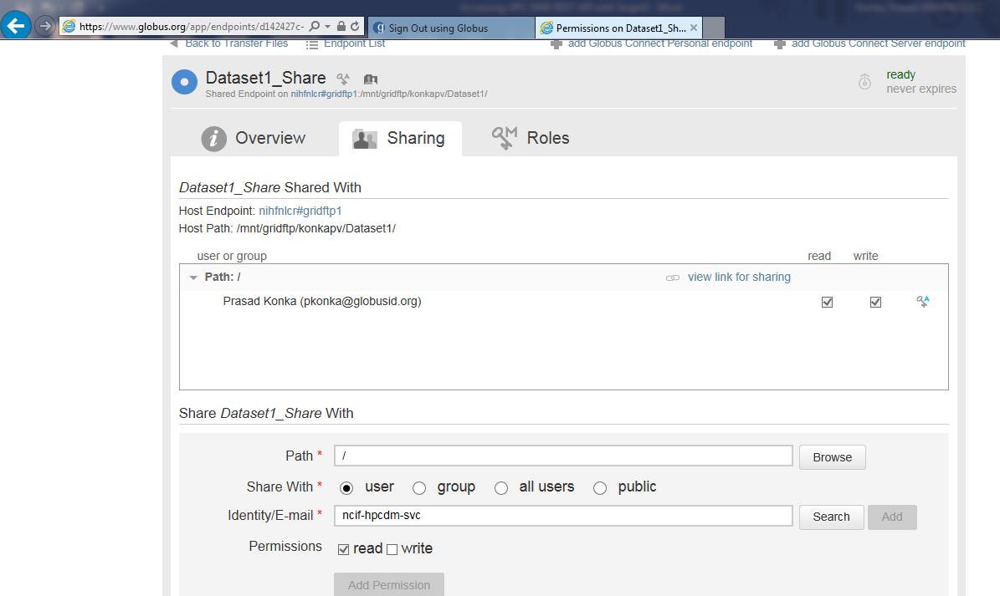 https://www.globus.org/app/endpoints/d142427c-
Sign Out using Globus
Permissions on Dataset1_Sh...
Back to Transfer Files
Endpoint List
add Globus Connect Personal endpoint
add Globus Connect Server endpoint
Dataset1_Share
ready
Shared Endpoint on nihfnlcr#gridftp1:/mnt/gridftp/konkapv/Dataset1/
never expires
Overview
Sharing
Roles
Dataset1_Share Shared With
Host Endpoint: nihfnlcr#gridftp1
Host Path: /mnt/gridftp/konkapv/Dataset1/
user or group read write
Path: / view link for sharing
Prasad Konka (pkonka@globusid.org)
Share Dataset1_Share With
Path * / Browse
Share With * user group all users public
Identity/E-mail * ncif-hpcdm-svc Search Add
Permissions read write
Add Permission